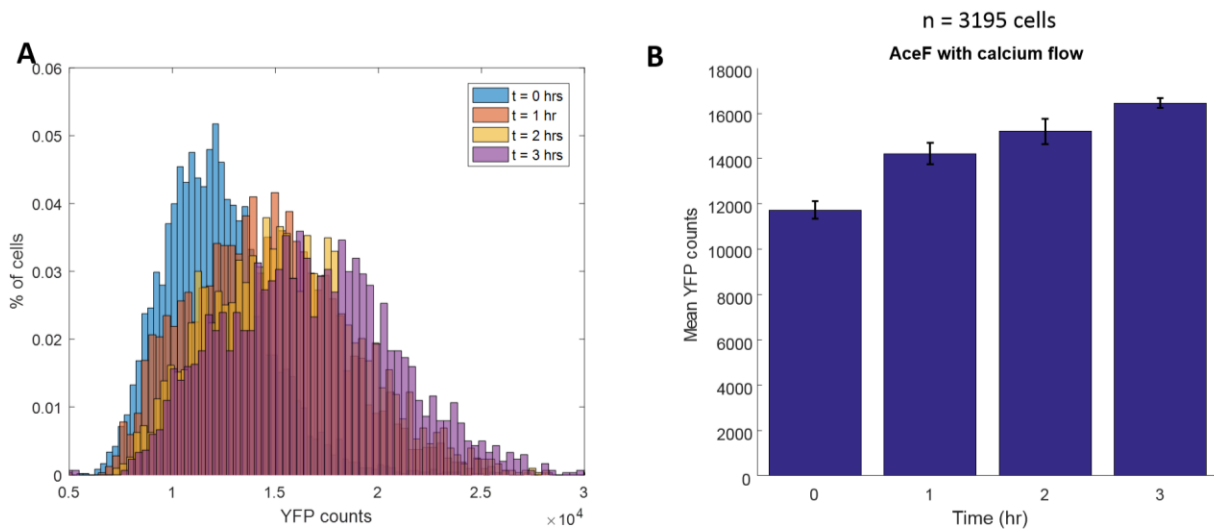 A
0.06
0.05
0.04
0.03
0.02
0.01
0
% of cells
t = 0 hrs
t = 1 hr
t = 2 hrs
t = 3 hrs
0.5
1
1.5
2
2.5
3
YFP counts
× 10⁴
n = 3195 cells
B
AceF with calcium flow
18000
16000
14000
12000
10000
8000
6000
4000
2000
0
Mean YFP counts
0
1
2
3
Time (hr)